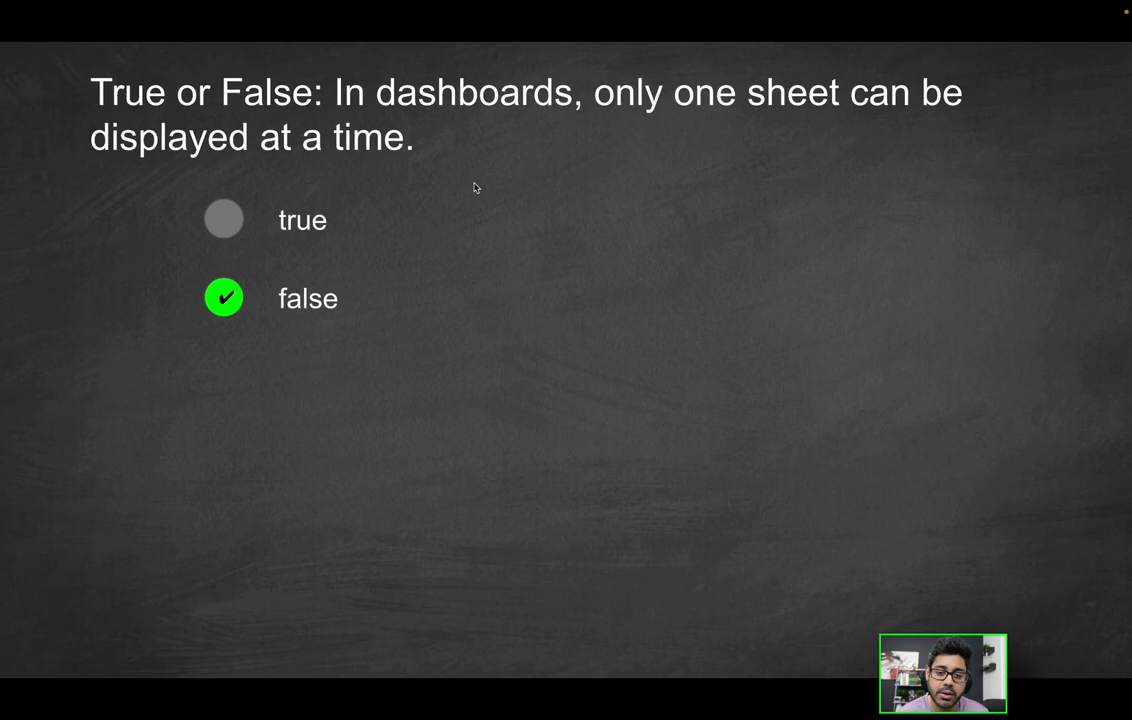 True or False: In dashboards, only one sheet can be
displayed at a time.
true
✔ false